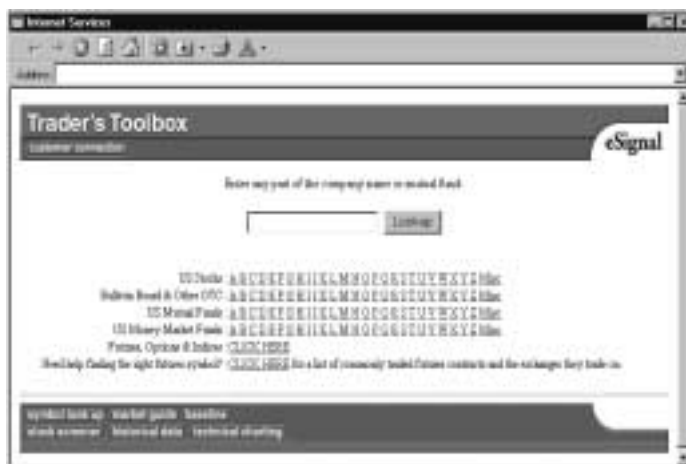 Internet Services
Address
Trader's Toolbox
customer connection
eSignal
Enter any part of the company name or mutual fund:
Lookup
US Stocks A B C D E F G H I J K L M N O P Q R S T U V W X Y Z Misc
Bulletin Board & Other OTC A B C D E F G H I J K L M N O P Q R S T U V W X Y Z Misc
US Mutual Funds A B C D E F G H I J K L M N O P Q R S T U V W X Y Z Misc
US Money Market Funds A B C D E F G H I J K L M N O P Q R S T U V W X Y Z Misc
Futures, Options & Indices CLICK HERE
Need help finding the right futures symbol? CLICK HERE for a list of commonly traded futures contracts and the exchanges they trade on.
symbol look up market guide baseline
stock screener historical data technical charting